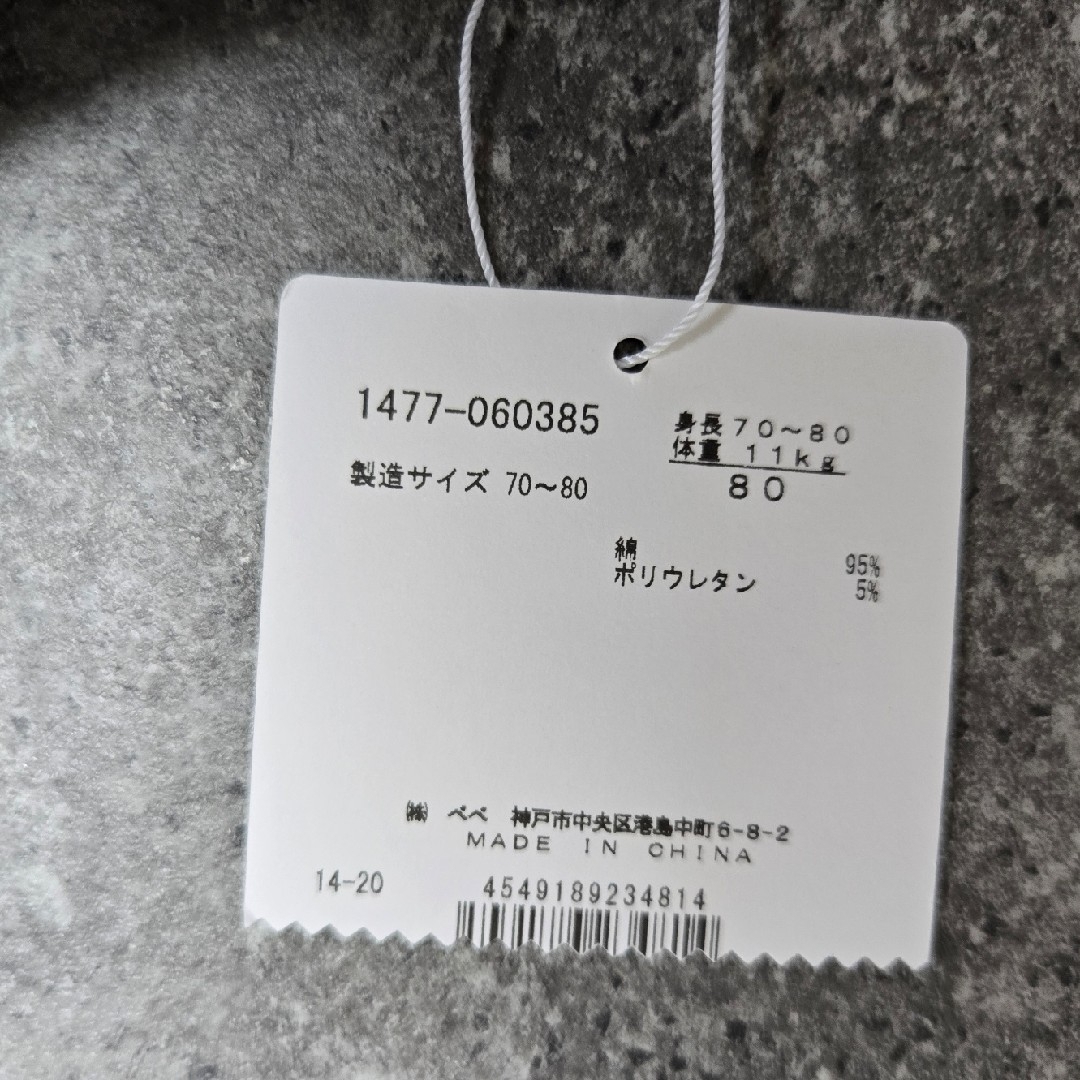 1477-060385
身長70～80
体重 11kg
80
製造サイズ 70～80
綿 95%
ポリウレタン 5%
㈱ べべ 神戸市中央区港島中町6-8-2
MADE IN CHINA
14-20
4549189234814